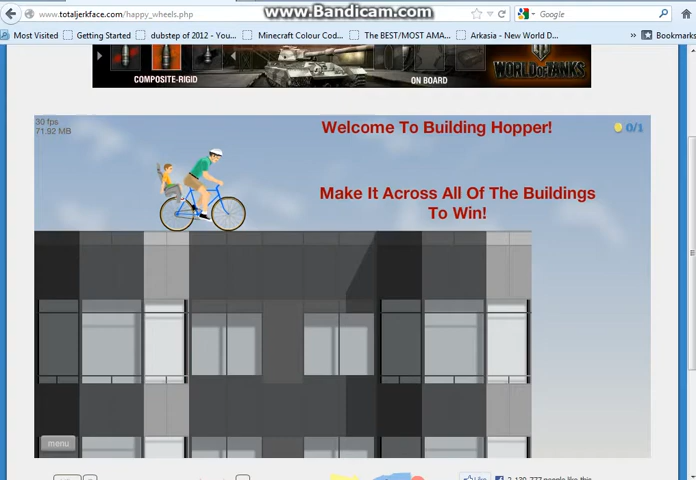 www.Bandicam.com
www.totaljerkface.com/happy_wheels.php
Google
Most Visited
Getting Started
dubstep of 2012 - You...
Minecraft Colour Cod...
The BEST/MOST AMA...
Arkasia - New World D...
»
Bookmarks
COMPOSITE-RIGID
ON BOARD
WORLD OF TANKS
30 fps
71.92 MB
Welcome To Building Hopper!
0/1
Make It Across All Of The Buildings
To Win!
menu
Like